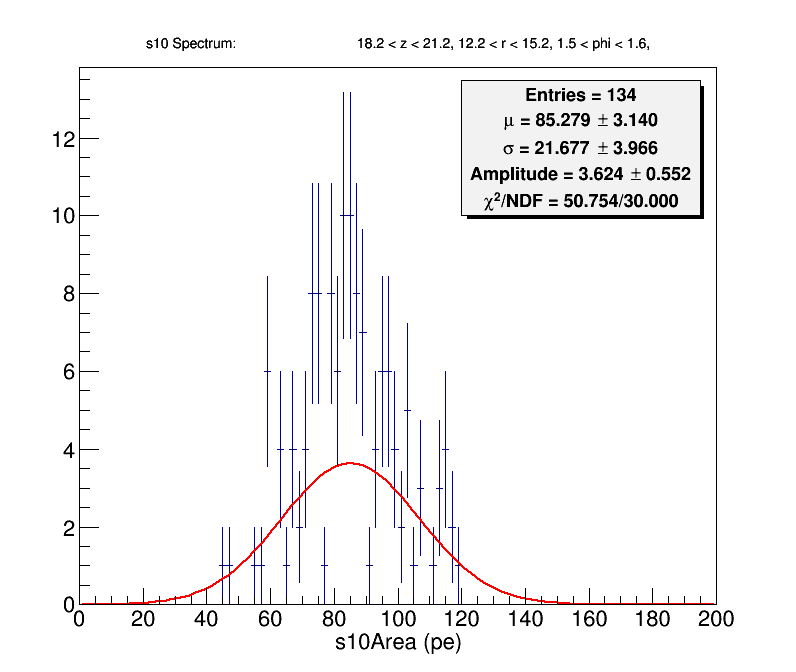 s10 Spectrum: 18.2 < z < 21.2, 12.2 < r < 15.2, 1.5 < phi < 1.6,
Entries = 134
μ = 85.279 ± 3.140
σ = 21.677 ± 3.966
Amplitude = 3.624 ± 0.552
χ²/NDF = 50.754/30.000
12
10
8
6
4
2
0
0 20 40 60 80 100 120 140 160 180 200
s10Area (pe)